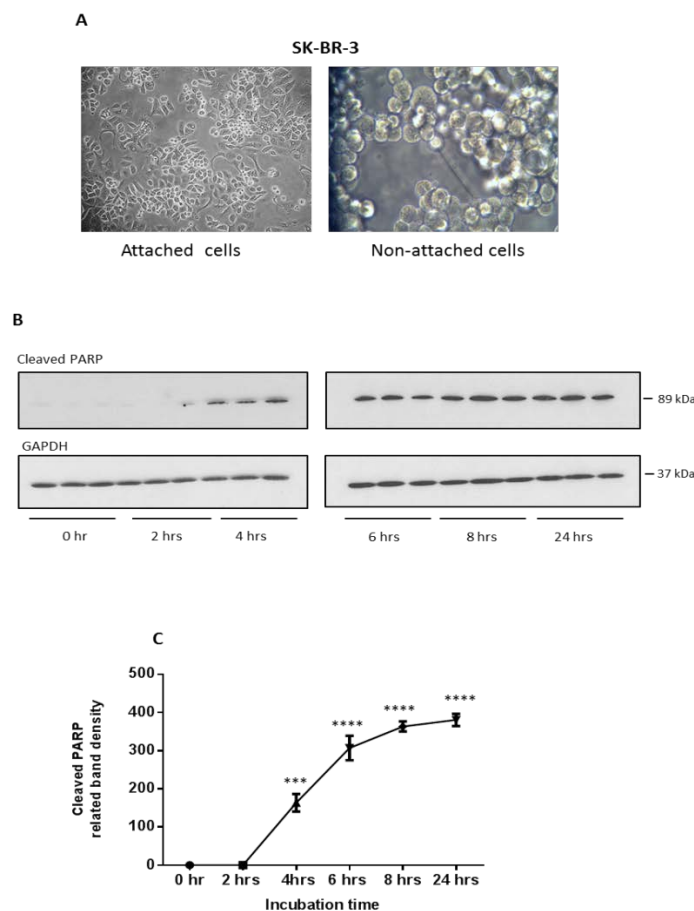 A
SK-BR-3
Attached cells
Non-attached cells
B
Cleaved PARP
89 kDa
GAPDH
37 kDa
0 hr 2 hrs 4 hrs 6 hrs 8 hrs 24 hrs
C
500
400
300
200
100
0
Cleaved PARP
related band density
***
****
****
****
0 hr 2 hrs 4hrs 6 hrs 8 hrs 24 hrs
Incubation time